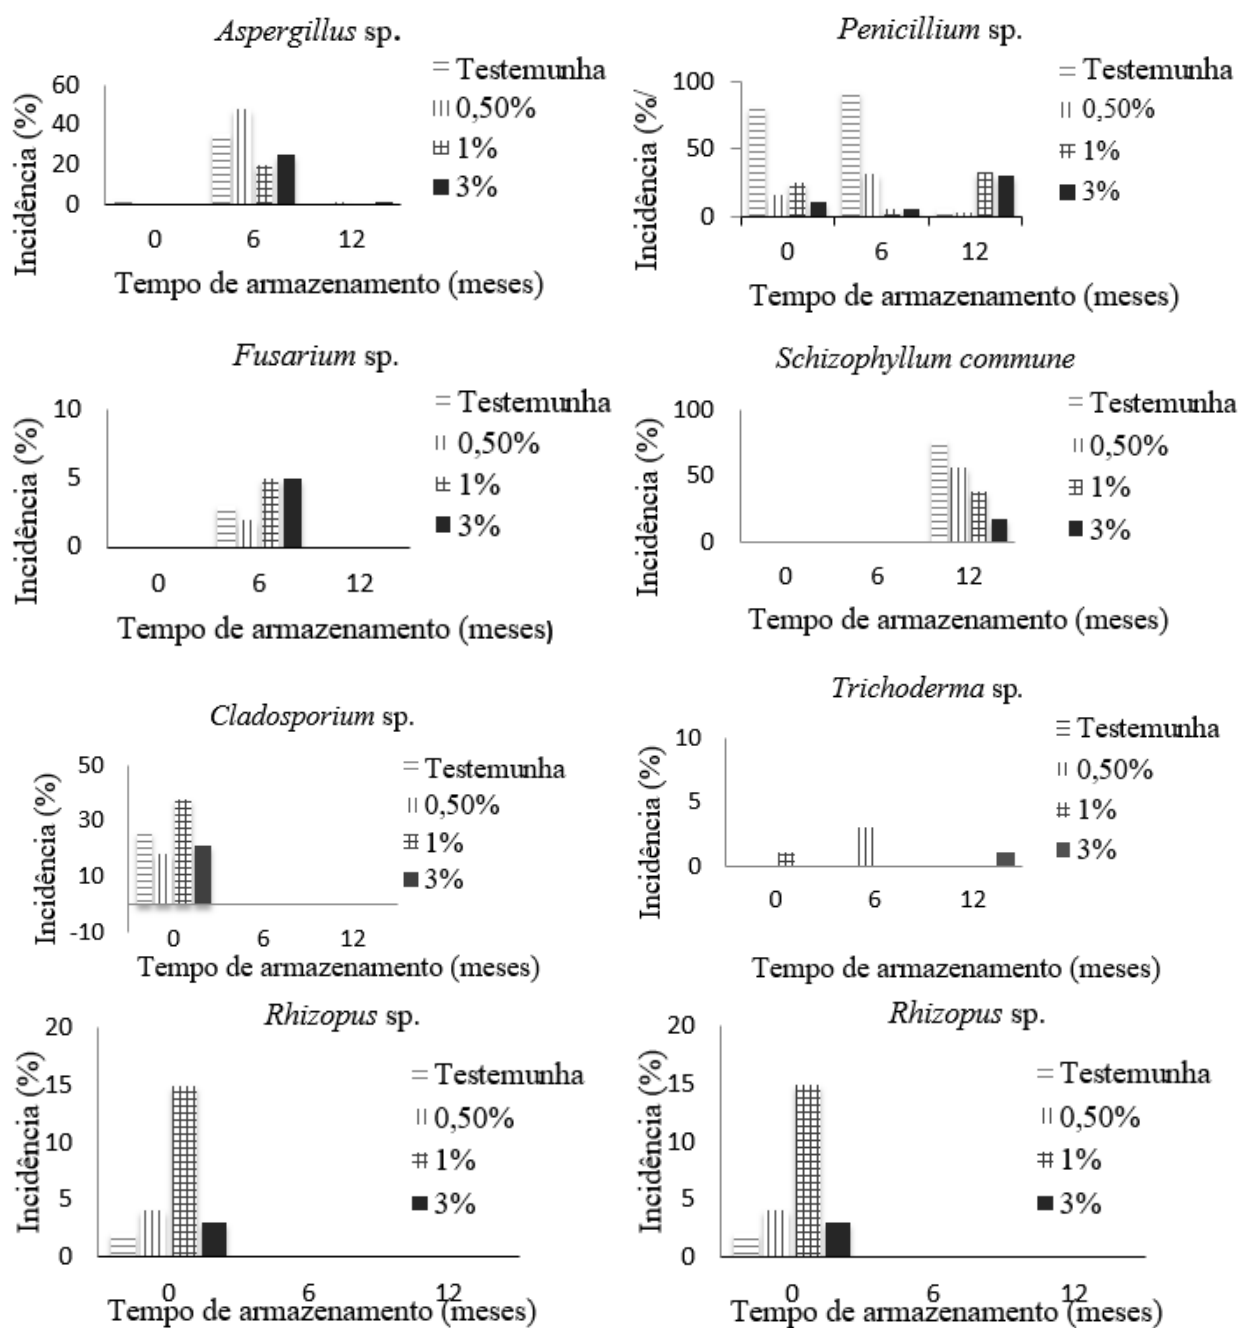 Aspergillus sp.
Incidência (%)
60
40
20
0
0 6 12
Tempo de armazenamento (meses)
Testemunha
0,50%
1%
3%
Penicillium sp.
Incidência (%/
100
50
0
0 6 12
Tempo de armazenamento (meses)
Testemunha
0,50%
1%
3%
Fusarium sp.
Incidência (%)
10
5
0
0 6 12
Tempo de armazenamento (meses)
Testemunha
0,50%
1%
3%
Schizophyllum commune
Incidência (%)
100
50
0
0 6 12
Tempo de armazenamento (meses)
Testemunha
0,50%
1%
3%
Cladosporium sp.
Incidência (%)
50
30
10
-10
0 6 12
Tempo de armazenamento (meses)
Testemunha
0,50%
1%
3%
Trichoderma sp.
Incidência (%)
10
5
0
0 6 12
Tempo de armazenamento (meses)
Testemunha
0,50%
1%
3%
Rhizopus sp.
Incidência (%)
20
15
10
5
0
0 6 12
Tempo de armazenamento (meses)
Testemunha
0,50%
1%
3%
Rhizopus sp.
Incidência (%)
20
15
10
5
0
0 6 12
Tempo de armazenamento (meses)
Testemunha
0,50%
1%
3%